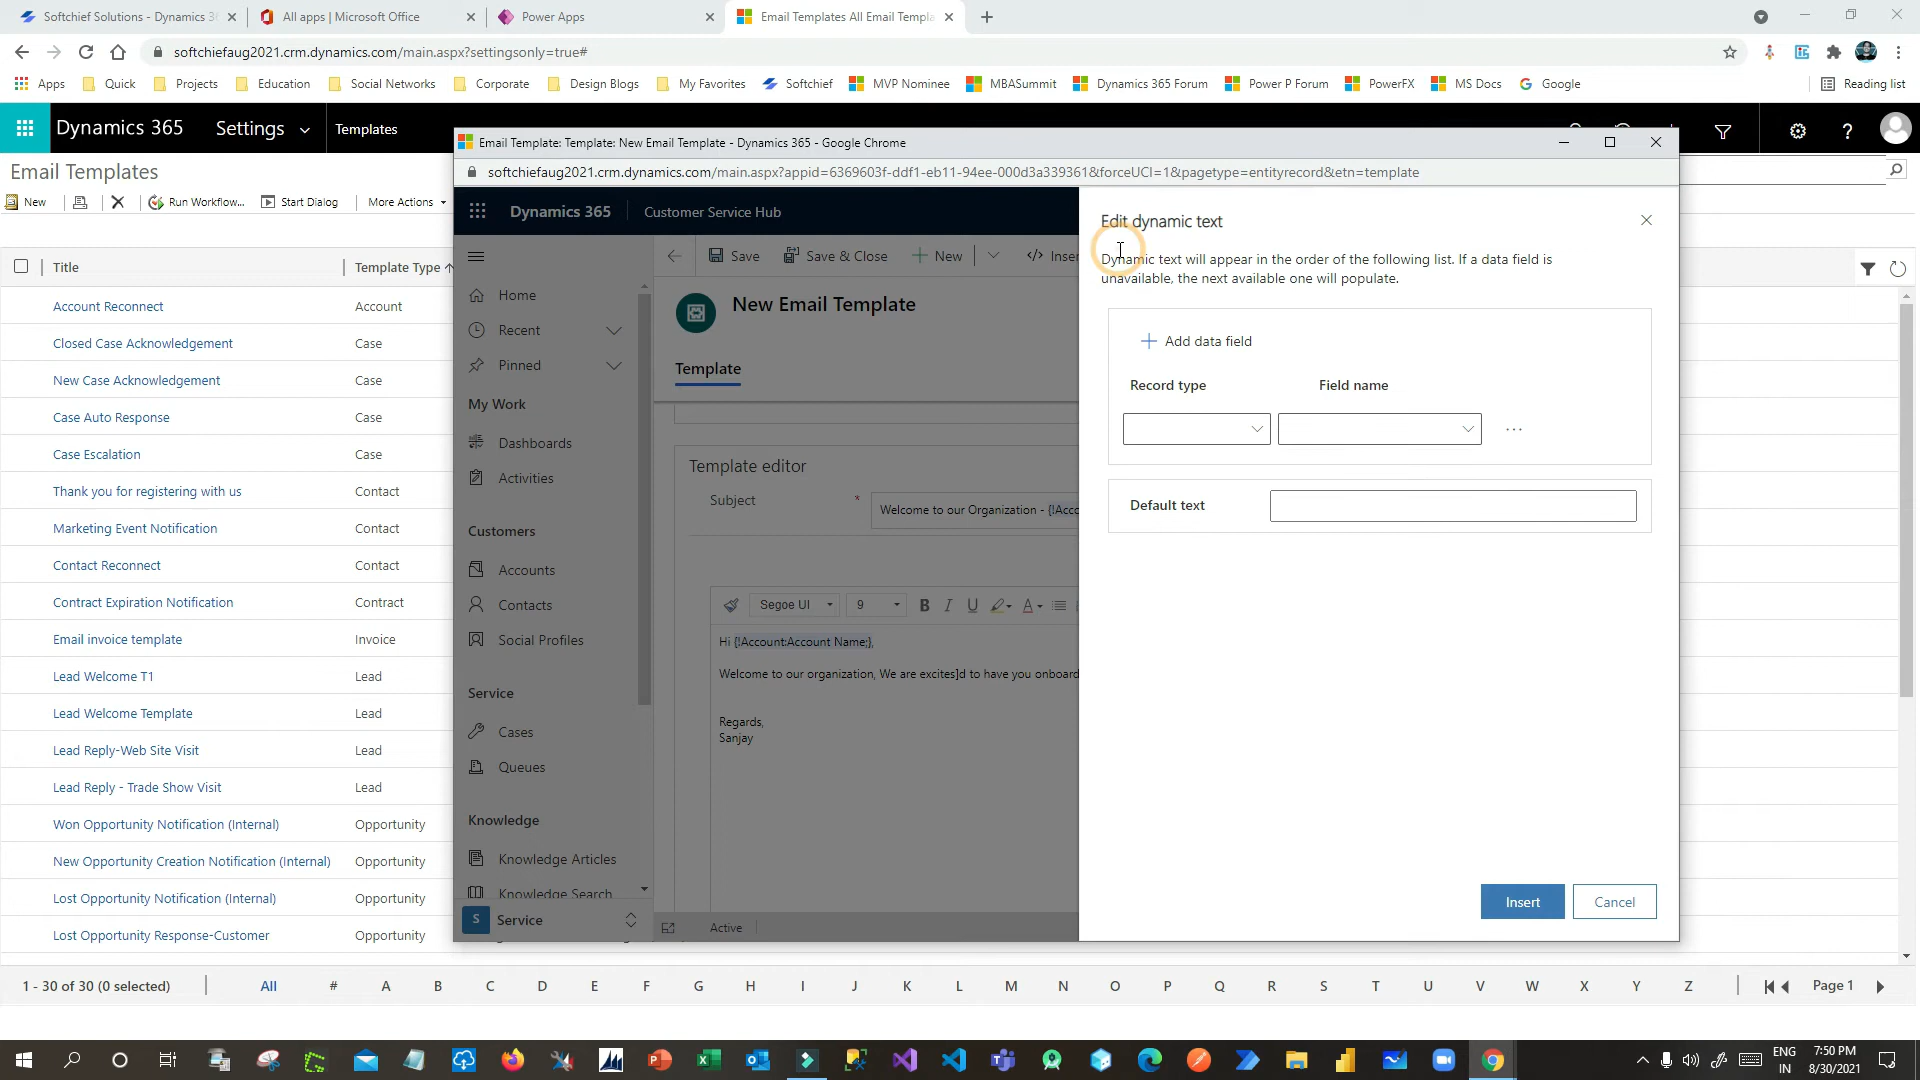 Softchief Solutions - Dynamics 36
All apps | Microsoft Office
Power Apps
Email Templates All Email Templa
softchiefaug2021.crm.dynamics.com/main.aspx?settingsonly=true#
Apps
Quick
Projects
Education
Social Networks
Corporate
Design Blogs
My Favorites
Softchief
MVP Nominee
MBASummit
Dynamics 365 Forum
Power P Forum
PowerFX
MS Docs
Google
Reading list
Dynamics 365
Settings
Templates
Email Templates
New
Run Workflow...
Start Dialog
More Actions
Title
Template Type
Account Reconnect
Account
Closed Case Acknowledgement
Case
New Case Acknowledgement
Case
Case Auto Response
Case
Case Escalation
Case
Thank you for registering with us
Contact
Marketing Event Notification
Contact
Contact Reconnect
Contact
Contract Expiration Notification
Contract
Email invoice template
Invoice
Lead Welcome T1
Lead
Lead Welcome Template
Lead
Lead Reply-Web Site Visit
Lead
Lead Reply - Trade Show Visit
Lead
Won Opportunity Notification (Internal)
Opportunity
New Opportunity Creation Notification (Internal)
Opportunity
Lost Opportunity Notification (Internal)
Opportunity
Lost Opportunity Response-Customer
Opportunity
1 - 30 of 30 (0 selected)
All
#
A
B
C
D
E
F
G
H
I
J
K
L
M
N
O
P
Q
R
S
T
U
V
W
X
Y
Z
Page 1
Email Template: Template: New Email Template - Dynamics 365 - Google Chrome
softchiefaug2021.crm.dynamics.com/main.aspx?appid=6369603f-ddf1-eb11-94ee-000d3a339361&forceUCI=1&pagetype=entityrecord&etn=template
Dynamics 365
Customer Service Hub
Home
Recent
Pinned
My Work
Dashboards
Activities
Customers
Accounts
Contacts
Social Profiles
Service
Cases
Queues
Knowledge
Knowledge Articles
Knowledge Search
S
Service
Save
Save & Close
New
Inser
New Email Template
Template
Template editor
Subject
*
Welcome to our Organization - {!Acco
Segoe UI
9
B
I
U
A
Hi {!Account:Account Name;},
Welcome to our organization, We are excites]d to have you onboard
Regards,
Sanjay
Active
Edit dynamic text
Dynamic text will appear in the order of the following list. If a data field is
unavailable, the next available one will populate.
Add data field
Record type
Field name
Default text
Insert
Cancel
ENG
IN
7:50 PM
8/30/2021